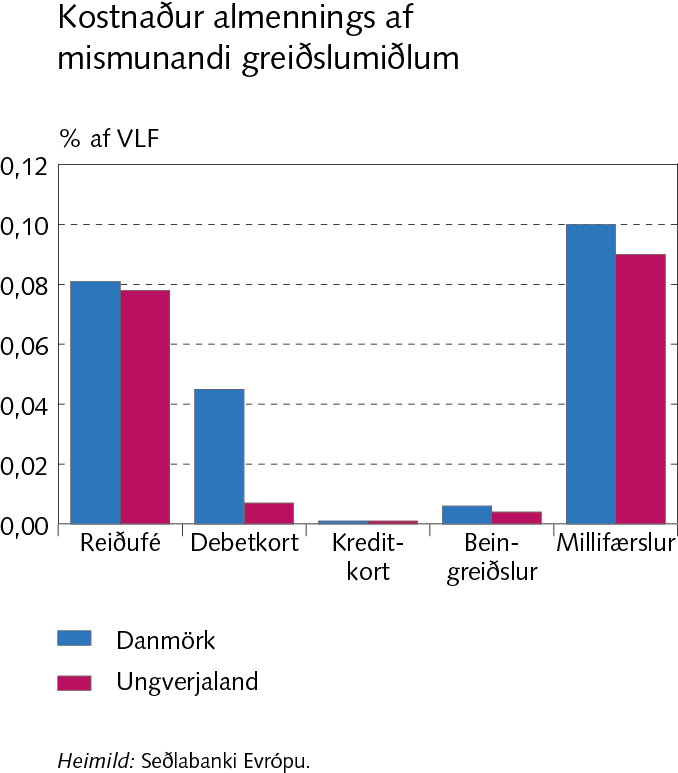 Kostnaður almennings af
mismunandi greiðslumiðlum
% af VLF
0,12
0,10
0,08
0,06
0,04
0,02
0,00
Reiðufé Debetkort Kredit- Bein- Millifærslur
kort greiðslur
Danmörk
Ungverjaland
Heimild: Seðlabanki Evrópu.